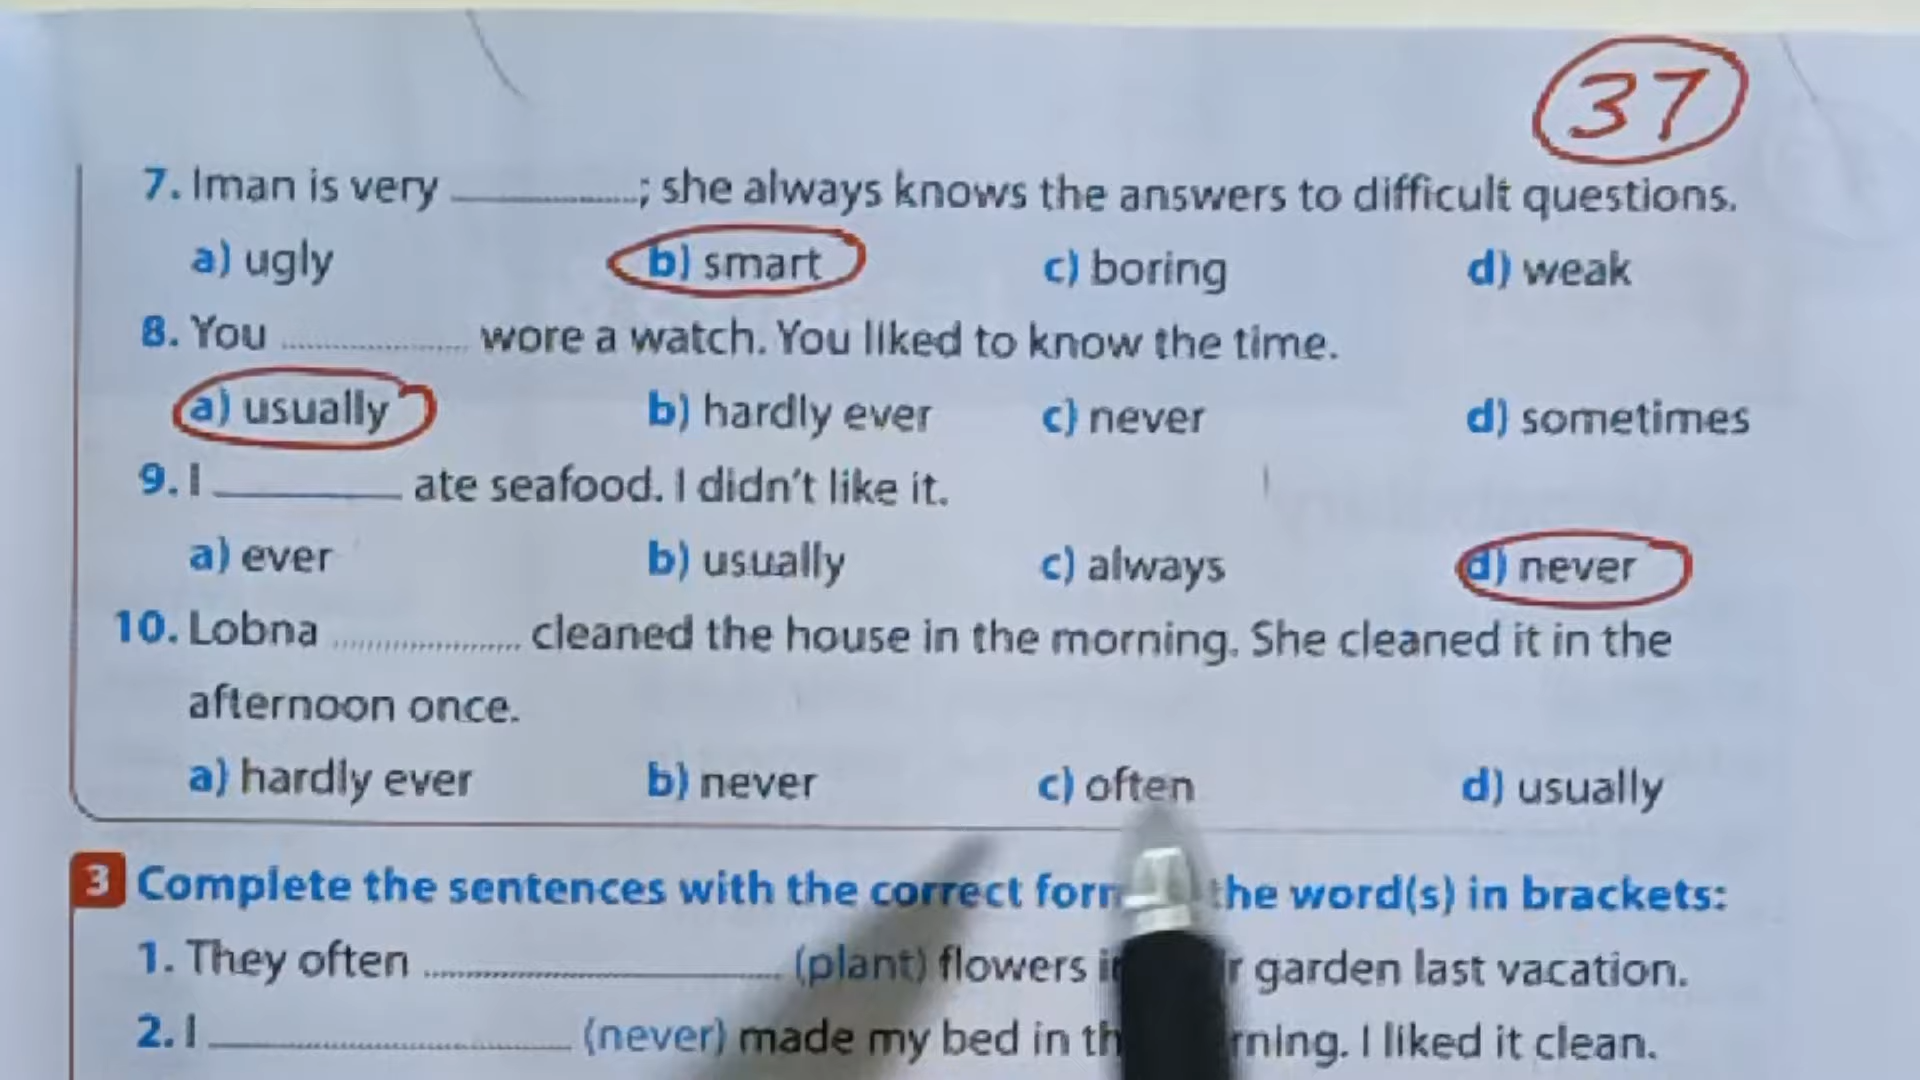 37
7. Iman is very ; she always knows the answers to difficult questions.
a) ugly b) smart c) boring d) weak
8. You wore a watch. You liked to know the time.
a) usually b) hardly ever c) never d) sometimes
9. I ate seafood. I didn't like it.
a) ever b) usually c) always d) never
10. Lobna cleaned the house in the morning. She cleaned it in the
afternoon once.
a) hardly ever b) never c) often d) usually
3 Complete the sentences with the correct the word(s) in brackets:
1. They often (plant) flowers garden last vacation.
2. I (never) made my bed in I liked it clean.